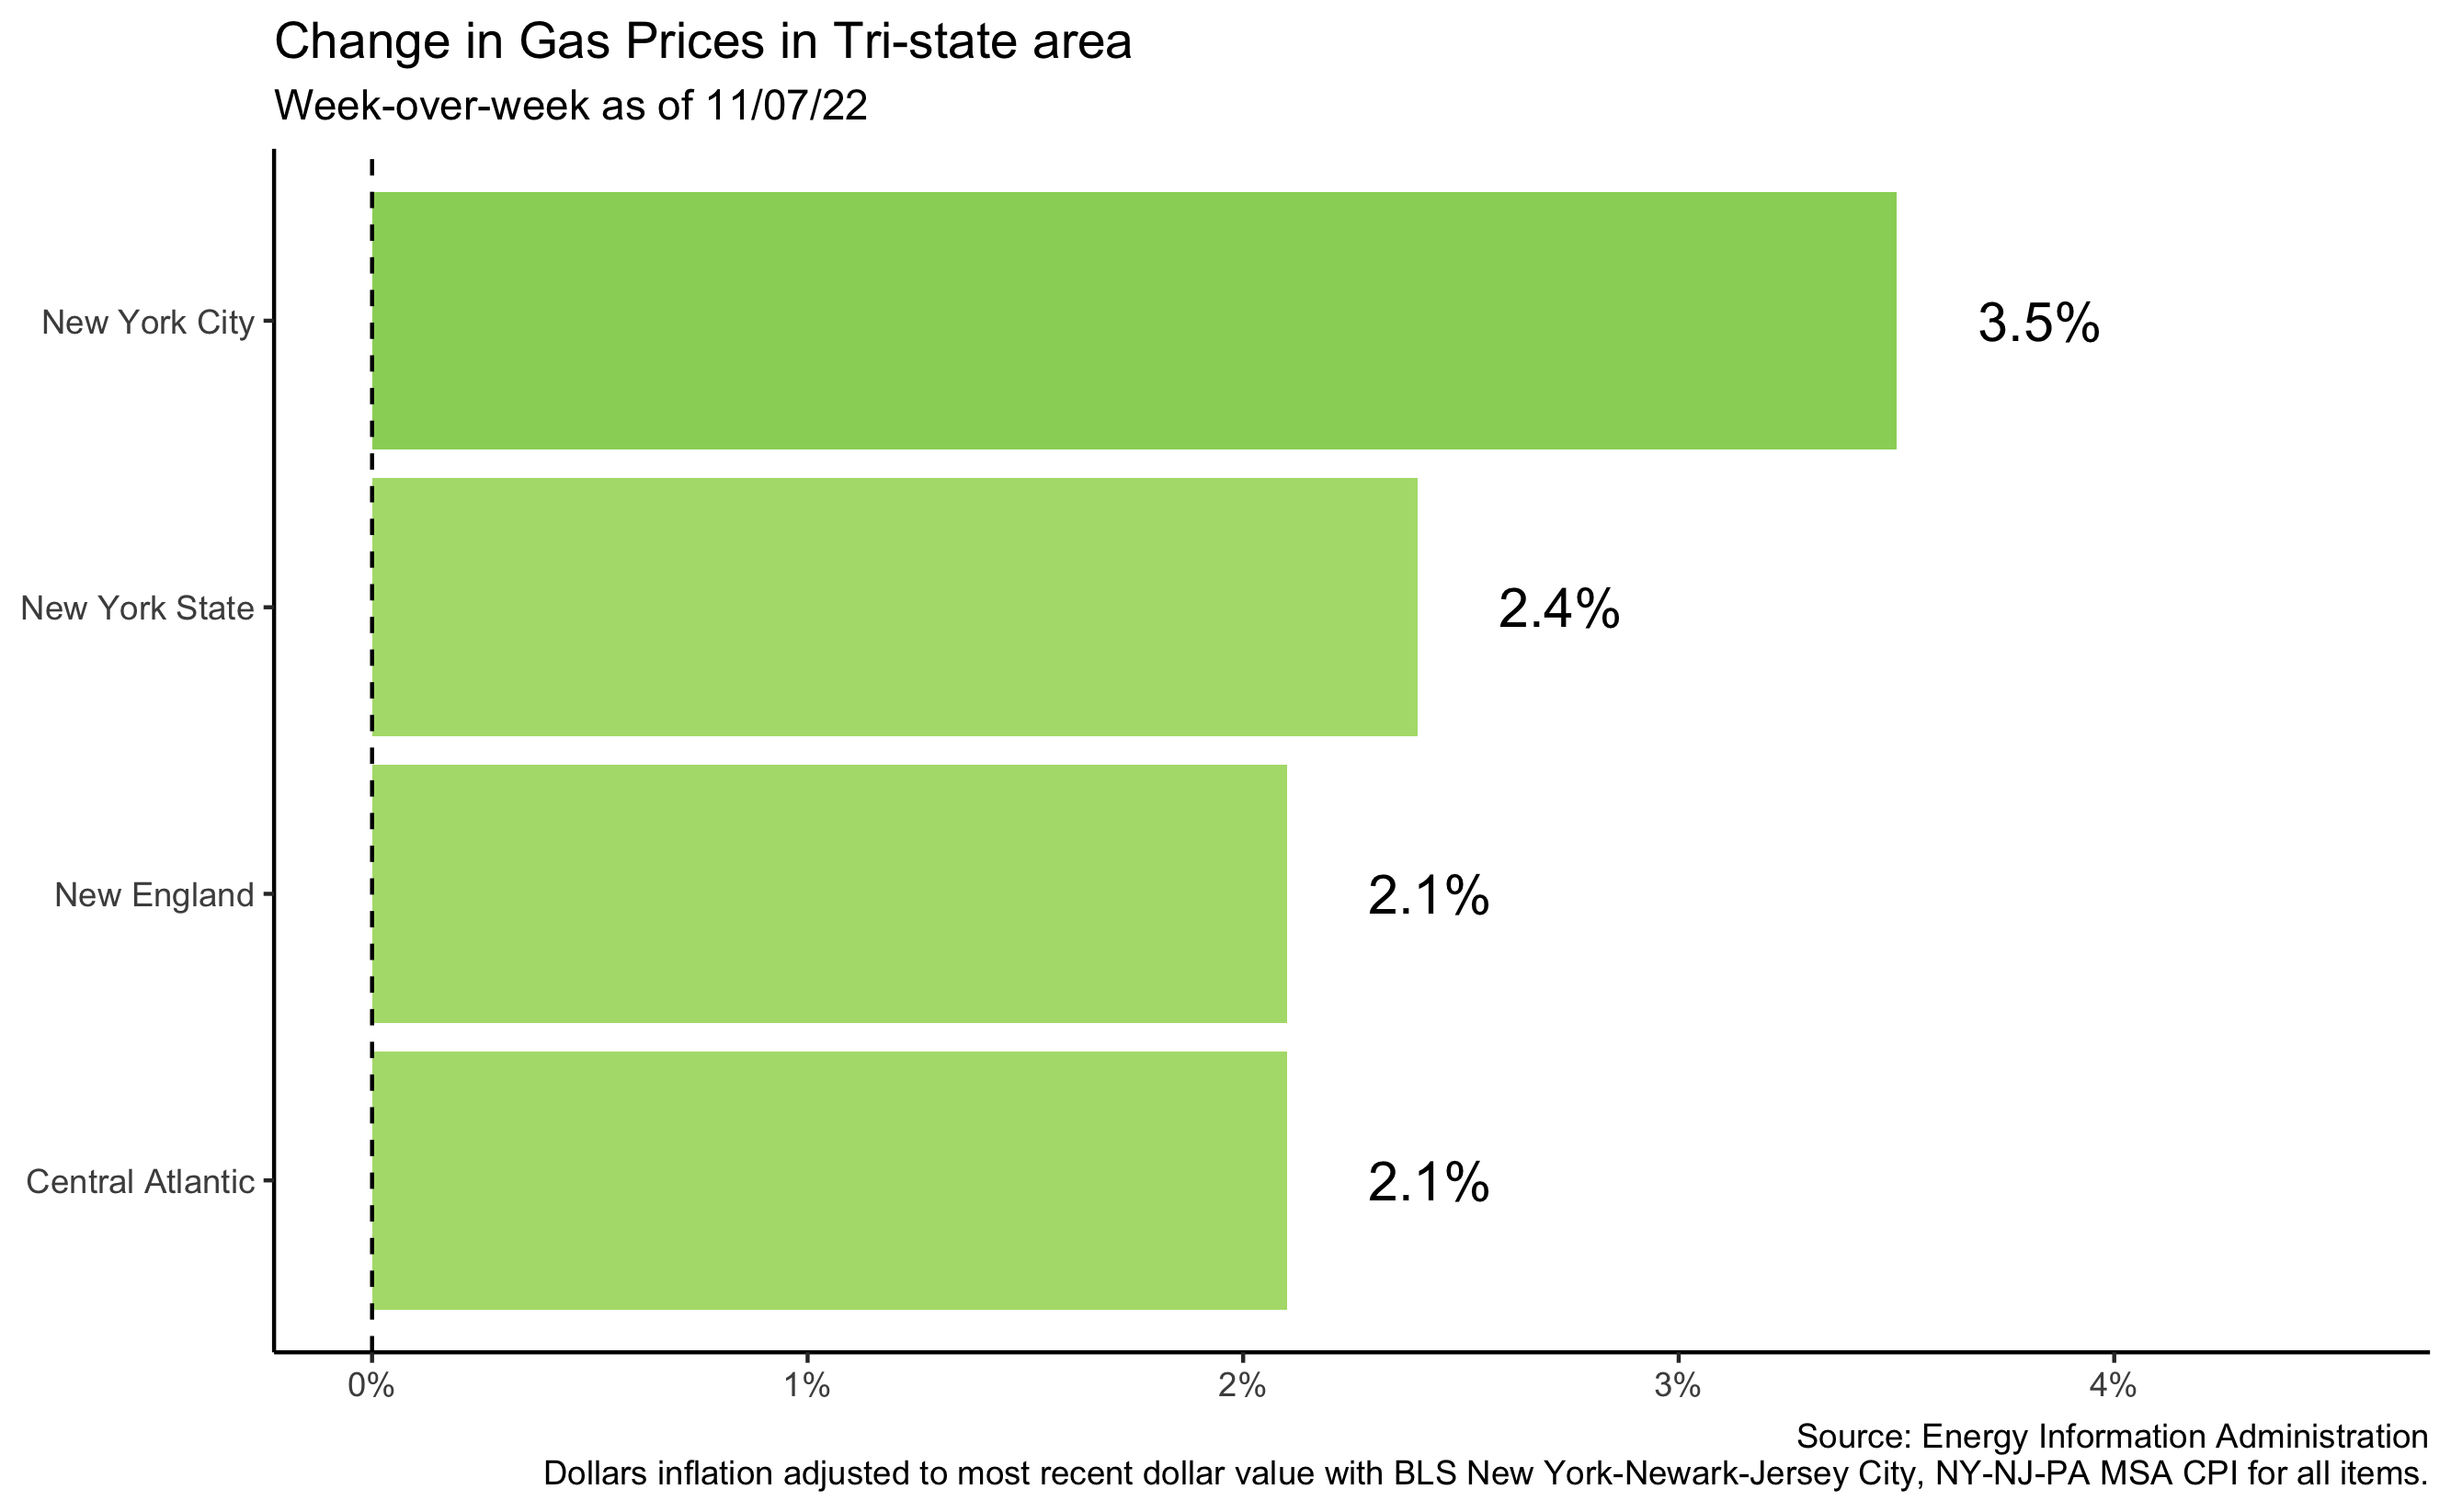 Change in Gas Prices in Tri-state area
Week-over-week as of 11/07/22
New York City
3.5%
New York State
2.4%
New England
2.1%
Central Atlantic
2.1%
0% 1% 2% 3% 4%
Source: Energy Information Administration
Dollars inflation adjusted to most recent dollar value with BLS New York-Newark-Jersey City, NY-NJ-PA MSA CPI for all items.